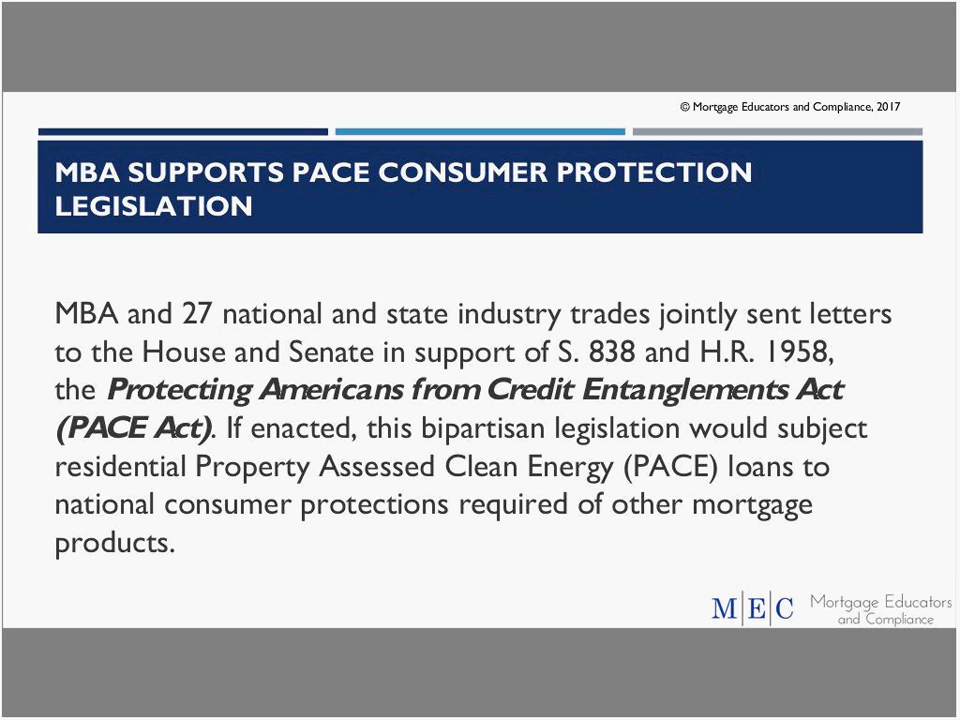 © Mortgage Educators and Compliance, 2017
MBA SUPPORTS PACE CONSUMER PROTECTION
LEGISLATION
MBA and 27 national and state industry trades jointly sent letters
to the House and Senate in support of S. 838 and H.R. 1958,
the Protecting Americans from Credit Entanglements Act
(PACE Act). If enacted, this bipartisan legislation would subject
residential Property Assessed Clean Energy (PACE) loans to
national consumer protections required of other mortgage
products.
M|E|C Mortgage Educators
and Compliance